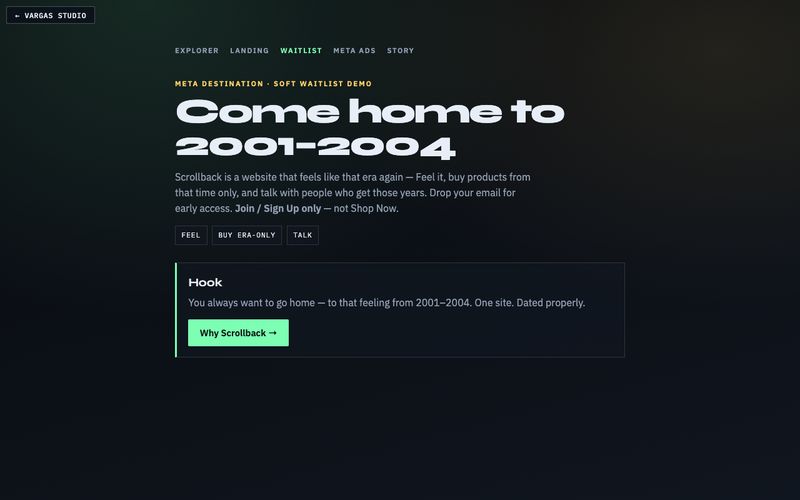 ← VARGAS STUDIO
EXPLORER LANDING WAITLIST META ADS STORY
META DESTINATION · SOFT WAITLIST DEMO
Come home to
2001–2004
Scrollback is a website that feels like that era again — Feel it, buy products from
that time only, and talk with people who get those years. Drop your email for
early access. Join / Sign Up only — not Shop Now.
FEEL BUY ERA-ONLY TALK
Hook
You always want to go home — to that feeling from 2001–2004. One site. Dated properly.
Why Scrollback →